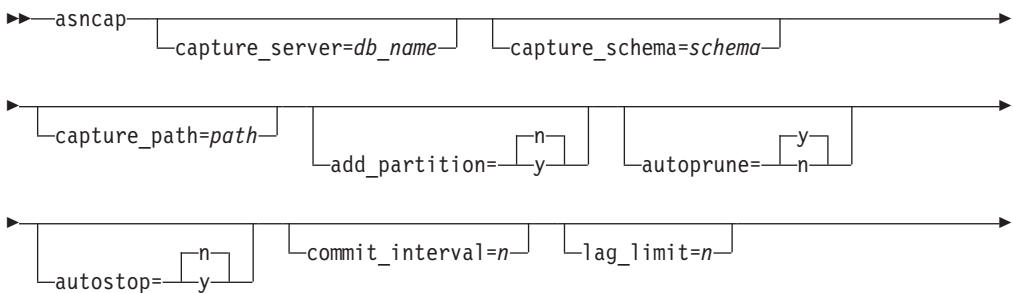 asncap
capture_server=db_name capture_schema=schema
capture_path=path
n
add_partition= y
y
autoprune= n
n
autostop= y
commit_interval=n lag_limit=n